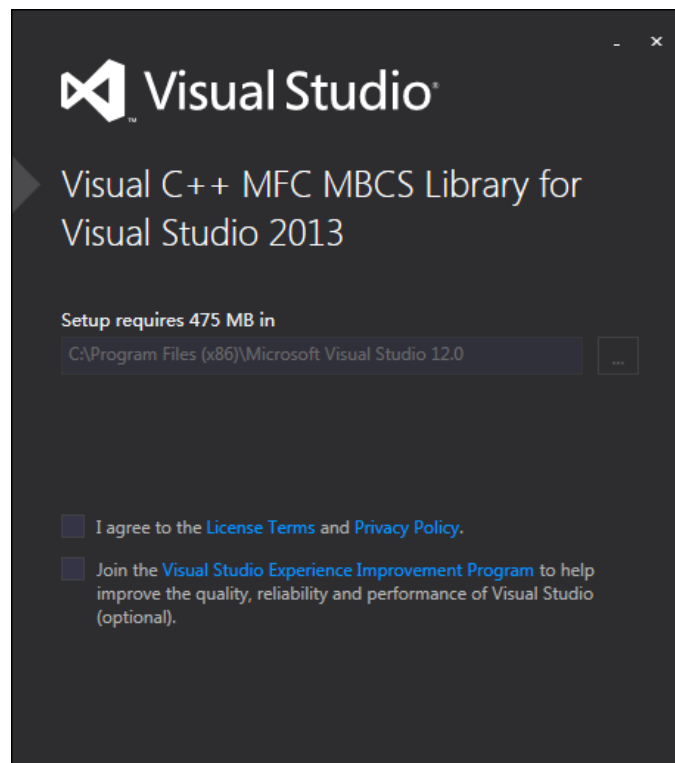 Visual Studio®
™
Visual C++ MFC MBCS Library for
Visual Studio 2013
Setup requires 475 MB in
C:\Program Files (x86)\Microsoft Visual Studio 12.0
...
I agree to the License Terms and Privacy Policy.
Join the Visual Studio Experience Improvement Program to help
improve the quality, reliability and performance of Visual Studio
(optional).